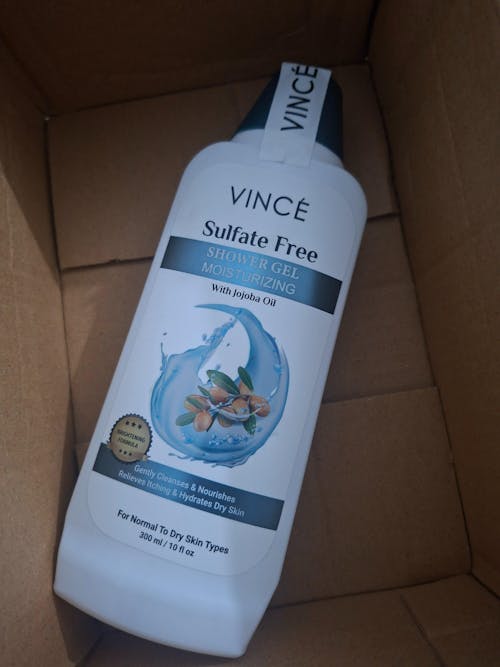 VINCÉ
VINCÉ
Sulfate Free
SHOWER GEL
MOISTURIZING
With Jojoba Oil
BRIGHTENING
FORMULA
Gently Cleanses & Nourishes
Relieves Itching & Hydrates Dry Skin
For Normal To Dry Skin Types
300 ml / 10 fl oz